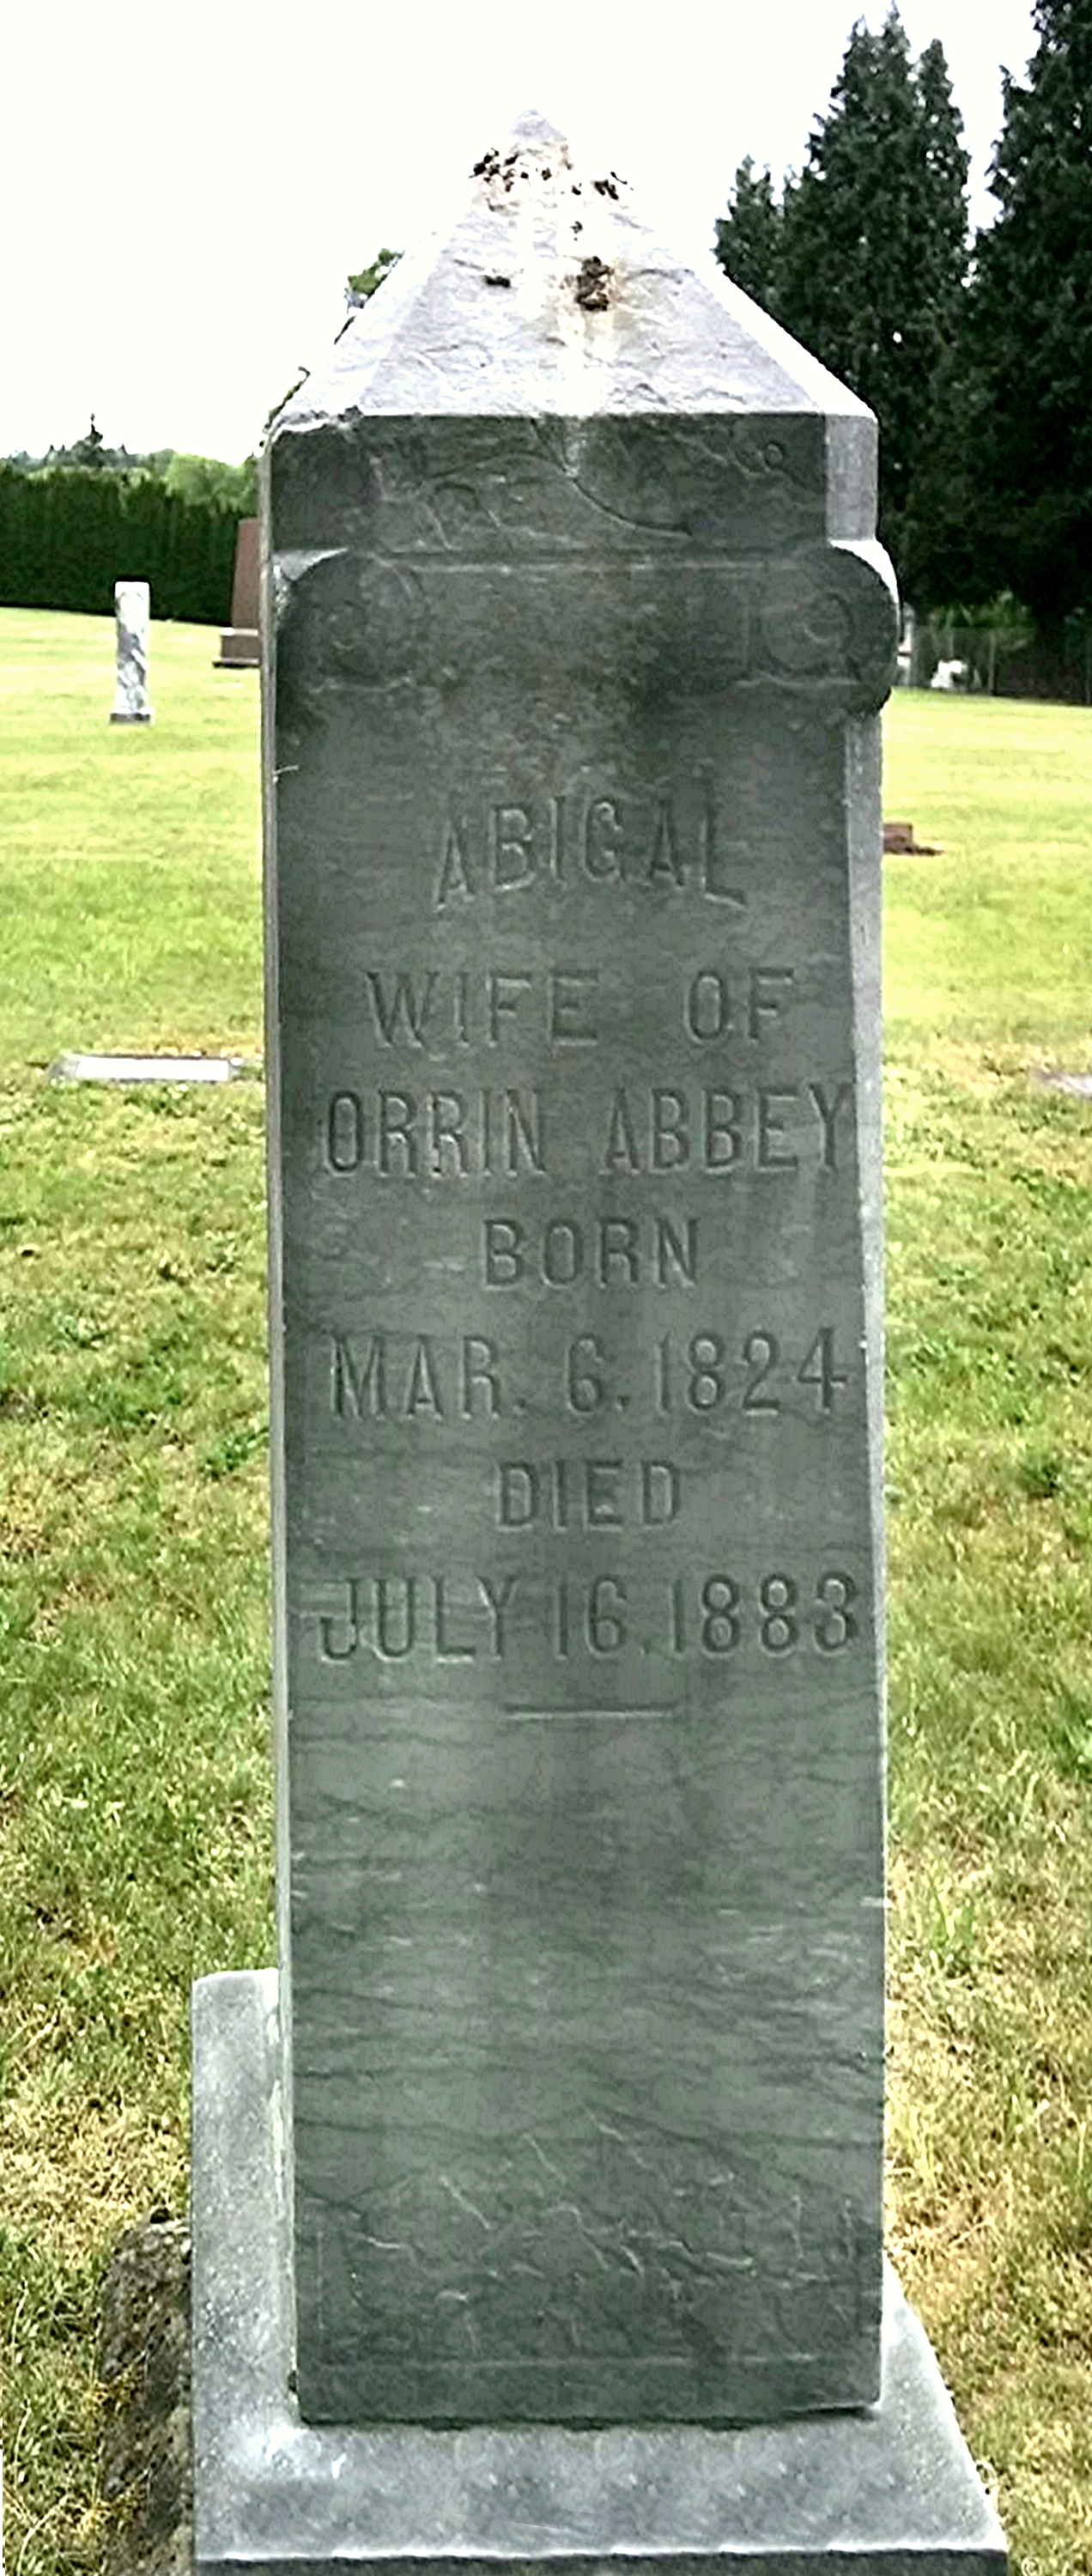 ABIGAL
WIFE OF
ORRIN ABBEY
BORN
MAR. 6. 1824
DIED
JULY 16. 1883